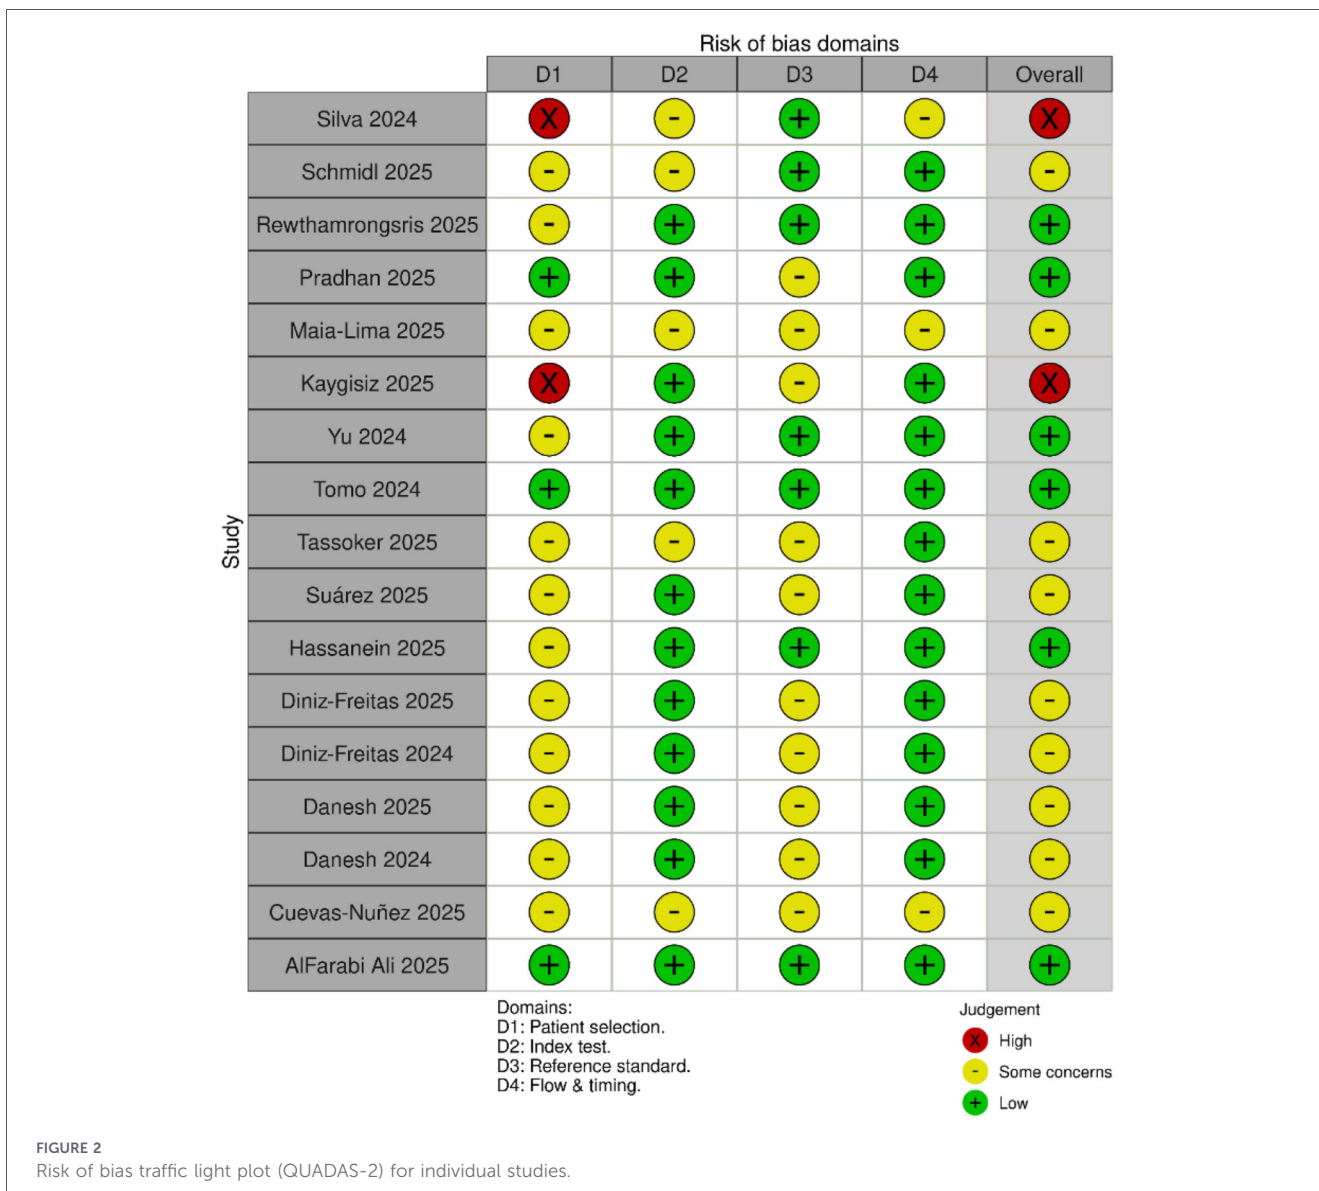 Risk of bias domains
D1 D2 D3 D4 Overall
Silva 2024 X - + - X
Schmidl 2025 - - + + -
Rewthamrongsris 2025 - + + + +
Pradhan 2025 + + - + +
Maia-Lima 2025 - - - - -
Kaygisiz 2025 X + - + X
Yu 2024 - + + + +
Tomo 2024 + + + + +
Study
Tassoker 2025 - - - + -
Suárez 2025 - + - + -
Hassanein 2025 - + + + +
Diniz-Freitas 2025 - + - + -
Diniz-Freitas 2024 - + - + -
Danesh 2025 - + - + -
Danesh 2024 - + - + -
Cuevas-Nuñez 2025 - - - - -
AlFarabi Ali 2025 + + + + +
Domains:
D1: Patient selection.
D2: Index test.
D3: Reference standard.
D4: Flow & timing.
Judgement
X High
- Some concerns
+ Low
FIGURE 2
Risk of bias traffic light plot (QUADAS-2) for individual studies.